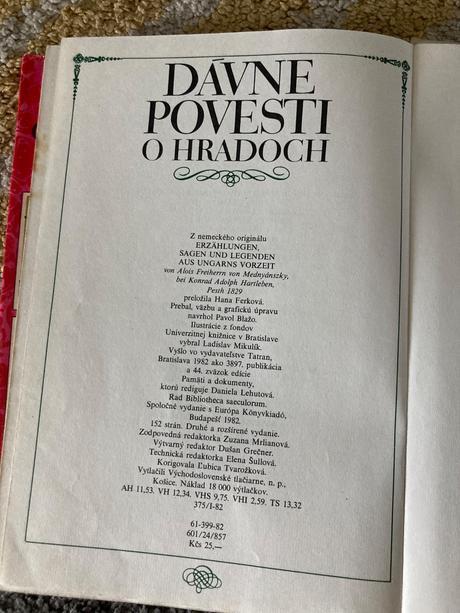 DÁVNE
POVESTI
O HRADOCH
Z nemeckého originálu
ERZÄHLUNGEN,
SAGEN UND LEGENDEN
AUS UNGARNS VORZEIT
von Alois Freiherrn von Mednyánszky,
bei Konrad Adolph Hartleben,
Pesth 1829
preložila Hana Ferková.
Prebal, väzbu a grafickú úpravu
navrhol Pavol Blažo.
Ilustrácie z fondov
Univerzitnej knižnice v Bratislave
vybral Ladislav Mikulík.
Vyšlo vo vydavateľstve Tatran,
Bratislava 1982 ako 3897. publikácia
a 44. zväzok edície
Pamäti a dokumenty,
ktorú rediguje Daniela Lehutová.
Rad Bibliotheca saeculorum.
Spoločné vydanie s Európa Könyvkiadó,
Budapešť 1982.
152 strán. Druhé a rozšírené vydanie.
Zodpovedná redaktorka Zuzana Mrlianová.
Výtvarný redaktor Dušan Grečner.
Technická redaktorka Elena Šullová.
Korigovala Ľubica Tvarožková.
Vytlačili Východoslovenské tlačiarne, n. p.,
Košice. Náklad 18 000 výtlačkov.
AH 11,53. VH 12,34. VHS 9,75. VHI 2,59. TS 13,32
375/I-82
61-399-82
601/24/857
Kčs 25,—